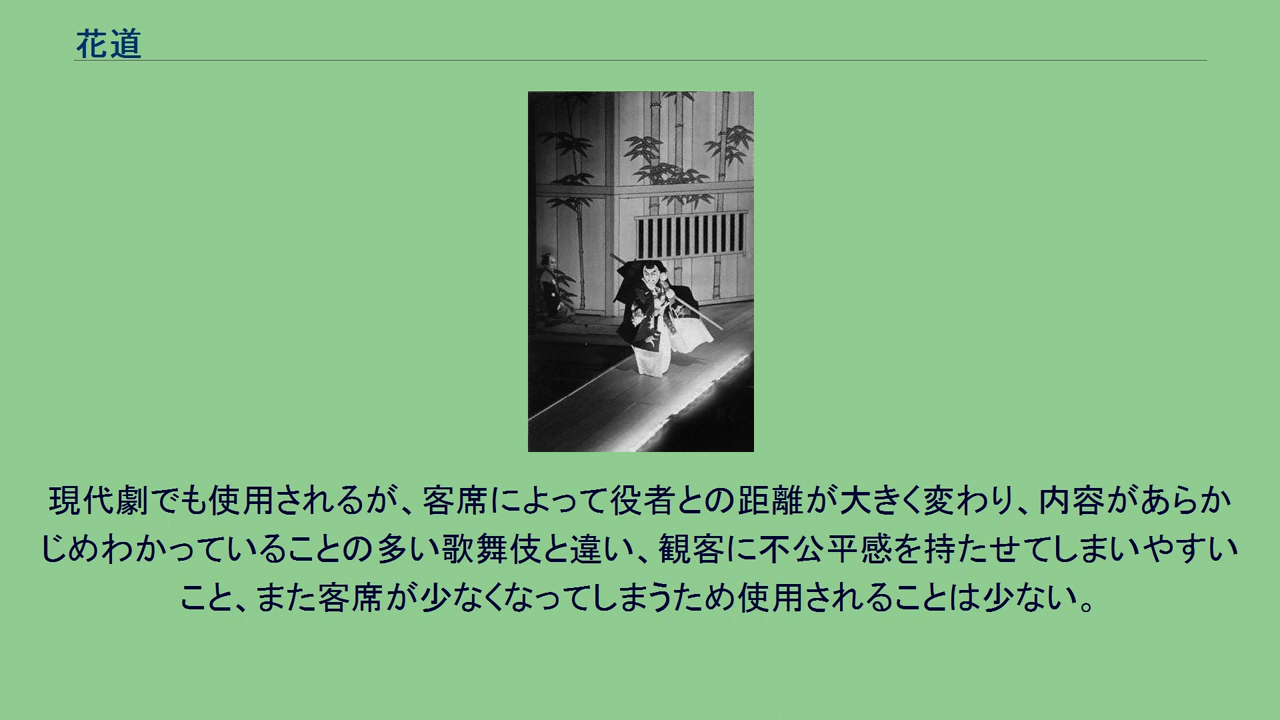 花道
現代劇でも使用されるが、客席によって役者との距離が大きく変わり、内容があらか
じめわかっていることの多い歌舞伎と違い、観客に不公平感を持たせてしまいやすい
こと、また客席が少なくなってしまうため使用されることは少ない。